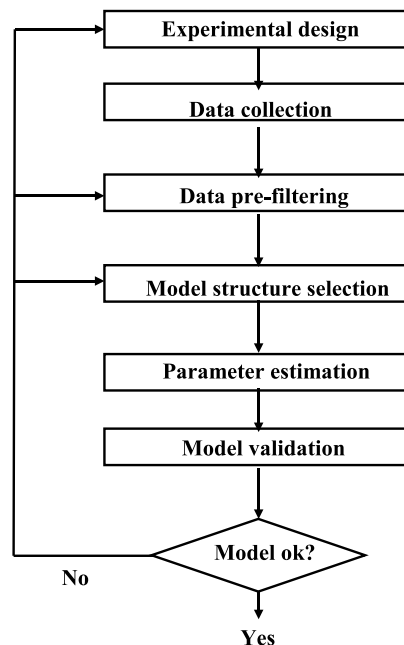 Experimental design
Data collection
Data pre-filtering
Model structure selection
Parameter estimation
Model validation
Model ok?
No
Yes